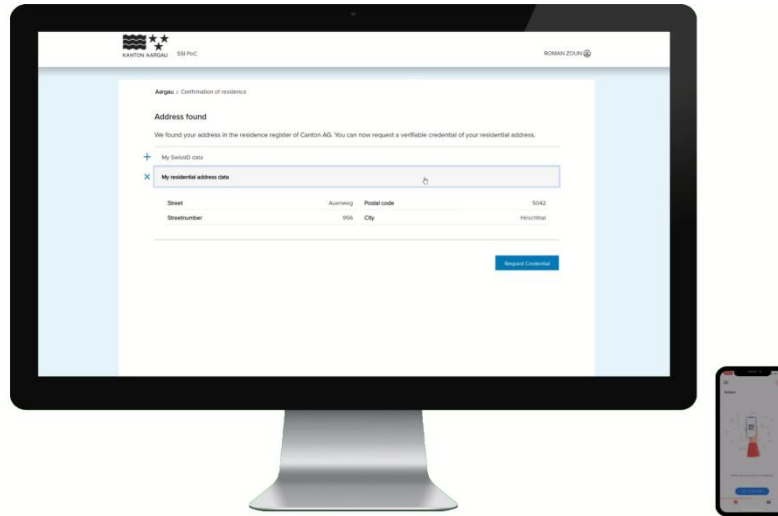 KANTON AARGAU SSI PoC ROMAN ZOUN
Aargau > Confirmation of residence
Address found
We found your address in the residence register of Canton AG. You can now request a verifiable credential of your residential address.
My SwissID data
My residential address data
Street Auenweg Postal code 5042
Streetnumber 956 City Hirschthal
Request Credential